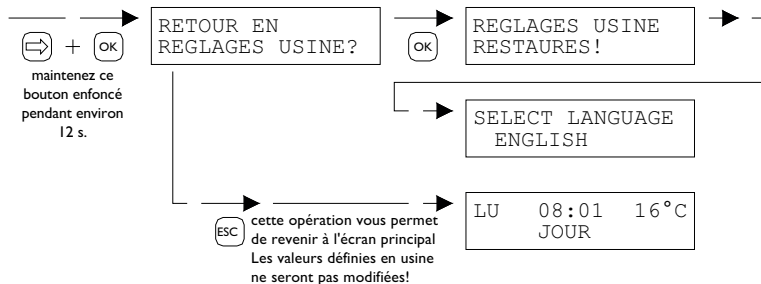 RETOUR EN
REGLAGES USINE?
REGLAGES USINE
RESTAURES!
+
OK
OK
maintenez ce
bouton enfoncé
pendant environ
12 s.
SELECT LANGUAGE
ENGLISH
LU 08:01 16°C
JOUR
ESC
cette opération vous permet
de revenir à l'écran principal
Les valeurs définies en usine
ne seront pas modifiées!